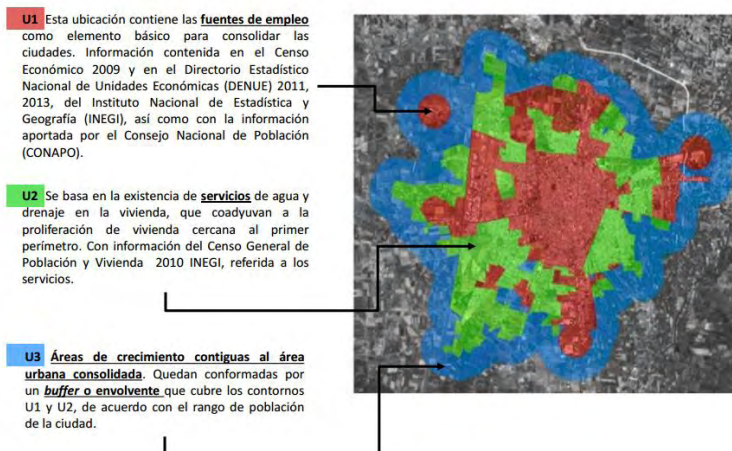 U1 Esta ubicación contiene las fuentes de empleo
como elemento básico para consolidar las
ciudades. Información contenida en el Censo
Económico 2009 y en el Directorio Estadístico
Nacional de Unidades Económicas (DENUE) 2011,
2013, del Instituto Nacional de Estadística y
Geografía (INEGI), así como con la información
aportada por el Consejo Nacional de Población
(CONAPO).
U2 Se basa en la existencia de servicios de agua y
drenaje en la vivienda, que coadyuvan a la
proliferación de vivienda cercana al primer
perímetro. Con información del Censo General de
Población y Vivienda 2010 INEGI, referida a los
servicios.
U3 Áreas de crecimiento contiguas al área
urbana consolidada. Quedan conformadas por
un buffer o envolvente que cubre los contornos
U1 y U2, de acuerdo con el rango de población
de la ciudad.